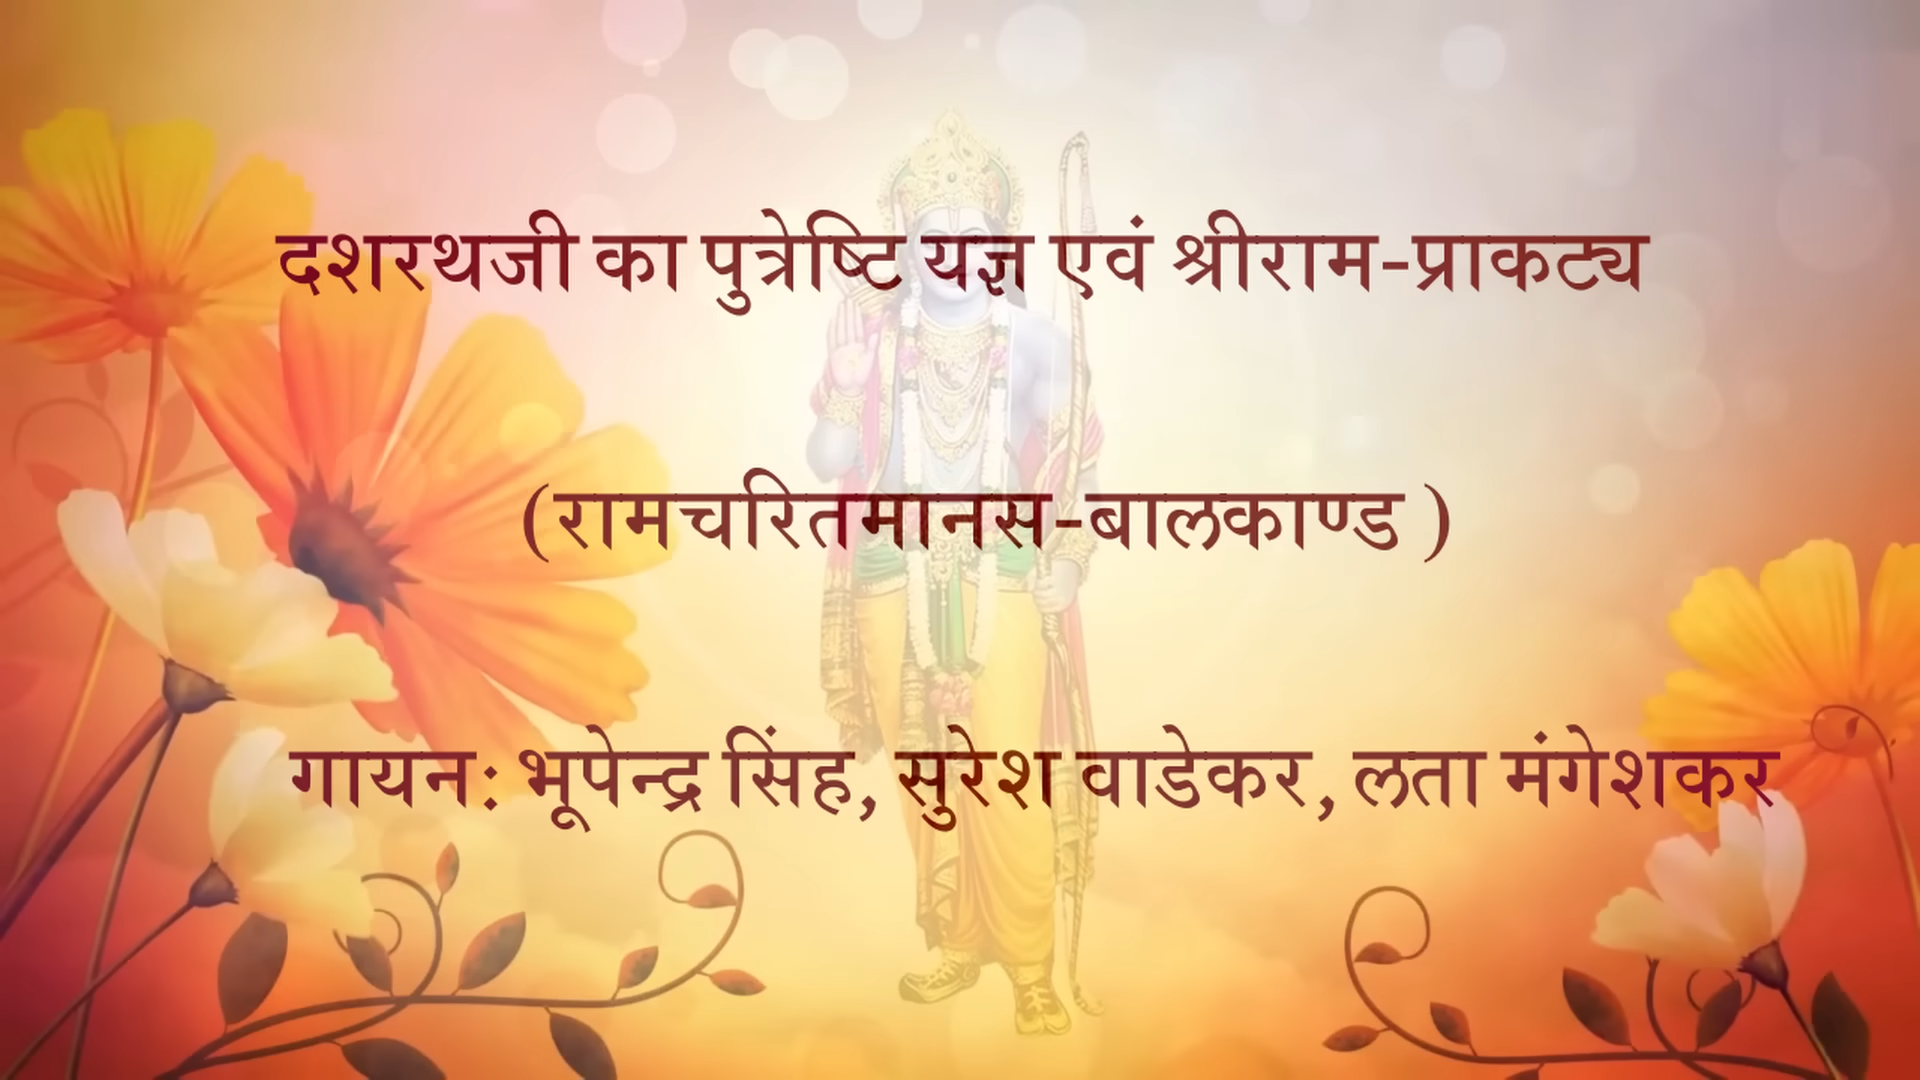 दशरथजी का पुत्रेष्टि यज्ञ एवं श्रीराम-प्राकट्य
(रामचरितमानस-बालकाण्ड )
गायन: भूपेन्द्र सिंह, सुरेश वाडेकर, लता मंगेशकर